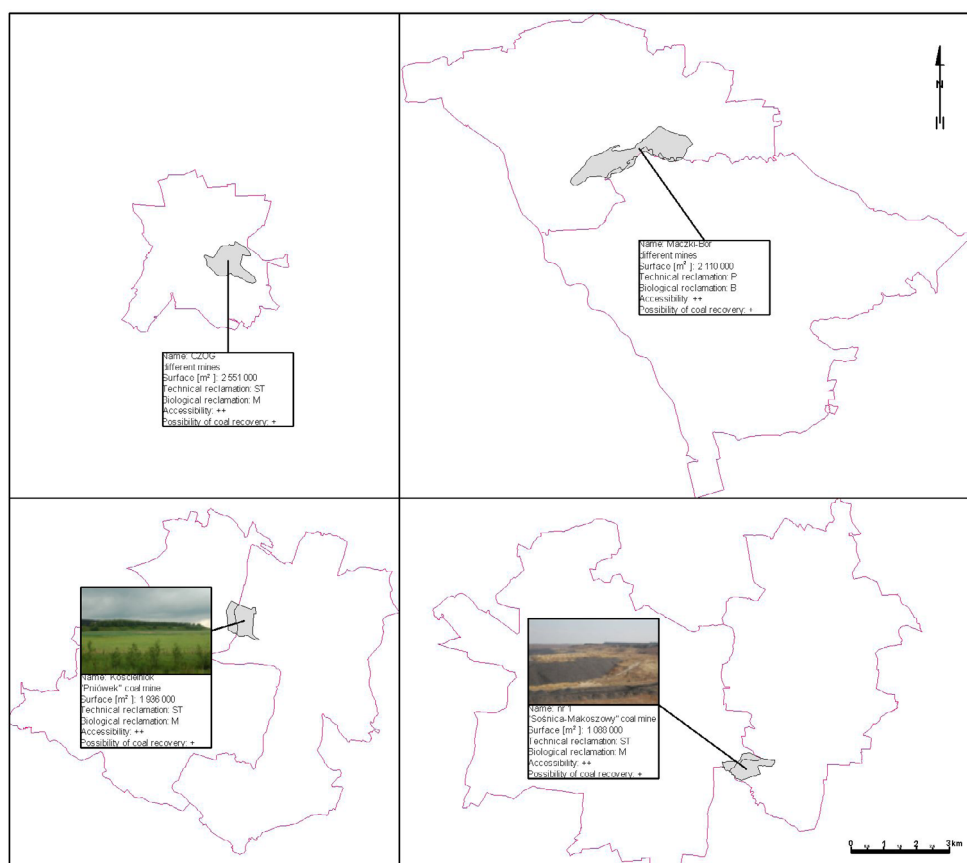 N
Name: Maczki-Bor
different mines
Surface [m²]: 2 110 000
Technical reclamation: P
Biological reclamation: B
Accessibility: ++
Possibility of coal recovery: +
Name: CZOG
different mines
Surface [m²]: 2 551 000
Technical reclamation: ST
Biological reclamation: M
Accessibility: ++
Possibility of coal recovery: +
Name: Kościelniok
"Pniówek" coal mine
Surface [m²]: 1 936 000
Technical reclamation: ST
Biological reclamation: M
Accessibility: ++
Possibility of coal recovery: +
Name: nr 1
"Sośnica-Makoszowy" coal mine
Surface [m²]: 1 088 000
Technical reclamation: ST
Biological reclamation: M
Accessibility: ++
Possibility of coal recovery: +
0 1 2 3km